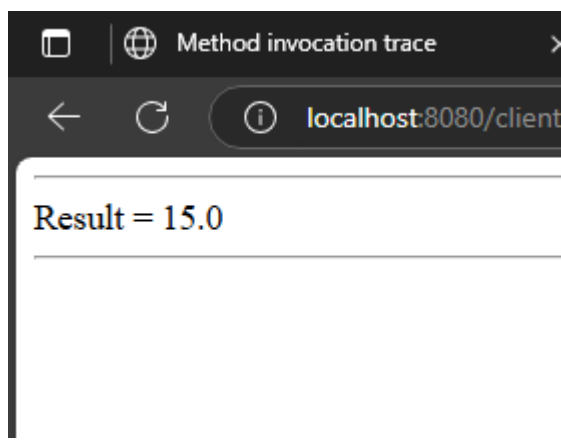 Method invocation trace
localhost:8080/client
Result = 15.0